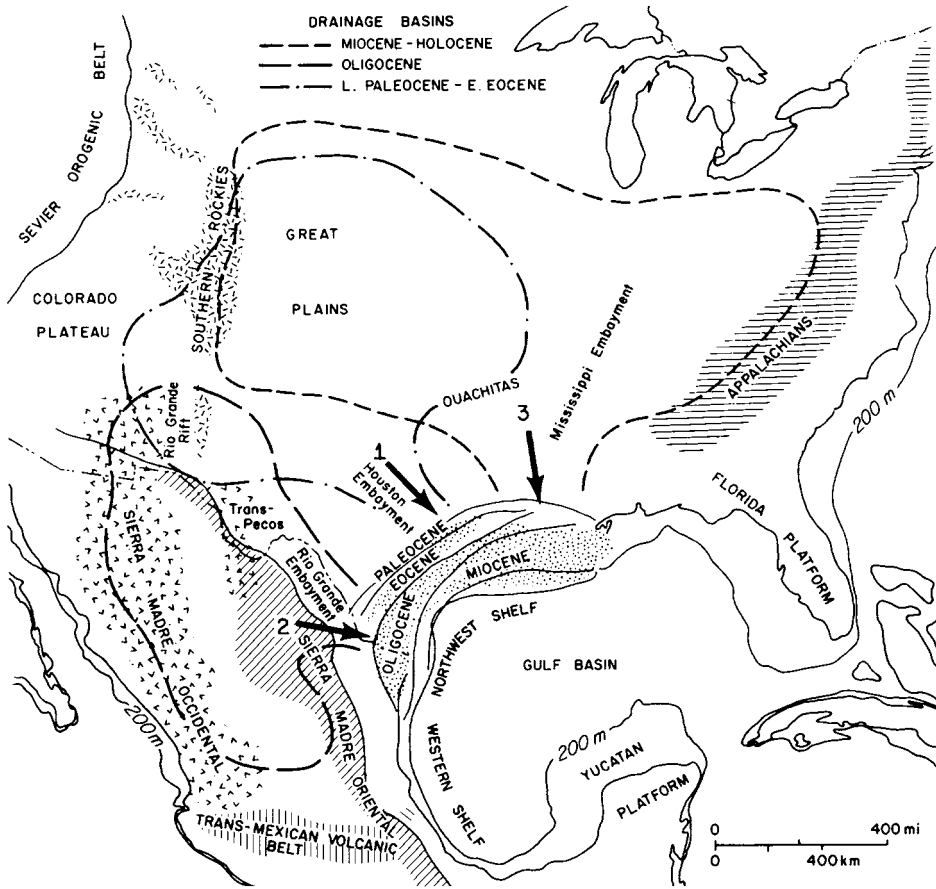 DRAINAGE BASINS
MIOCENE-HOLOCENE
OLIGOCENE
L. PALEOCENE - E. EOCENE
SEVIER OROGENIC BELT
SOUTHERN ROCKIES
GREAT
PLAINS
COLORADO
PLATEAU
OUACHITAS
Mississippi Embayment
APPALACHIANS
200 m
Rio Grande
Rift
1
Houston
Embayment
3
Trans-
Pecos
Rio Grande
Embayment
2
PALEOCENE
EOCENE
OLIGOCENE
MIOCENE
FLORIDA
PLATFORM
SIERRA
MADRE
OCCIDENTAL
SIERRA
MADRE
ORIENTAL
NORTHWEST SHELF
WESTERN SHELF
GULF BASIN
200 m
200 m
YUCATAN
PLATFORM
TRANS-MEXICAN VOLCANIC
BELT
0 400 mi
0 400 km